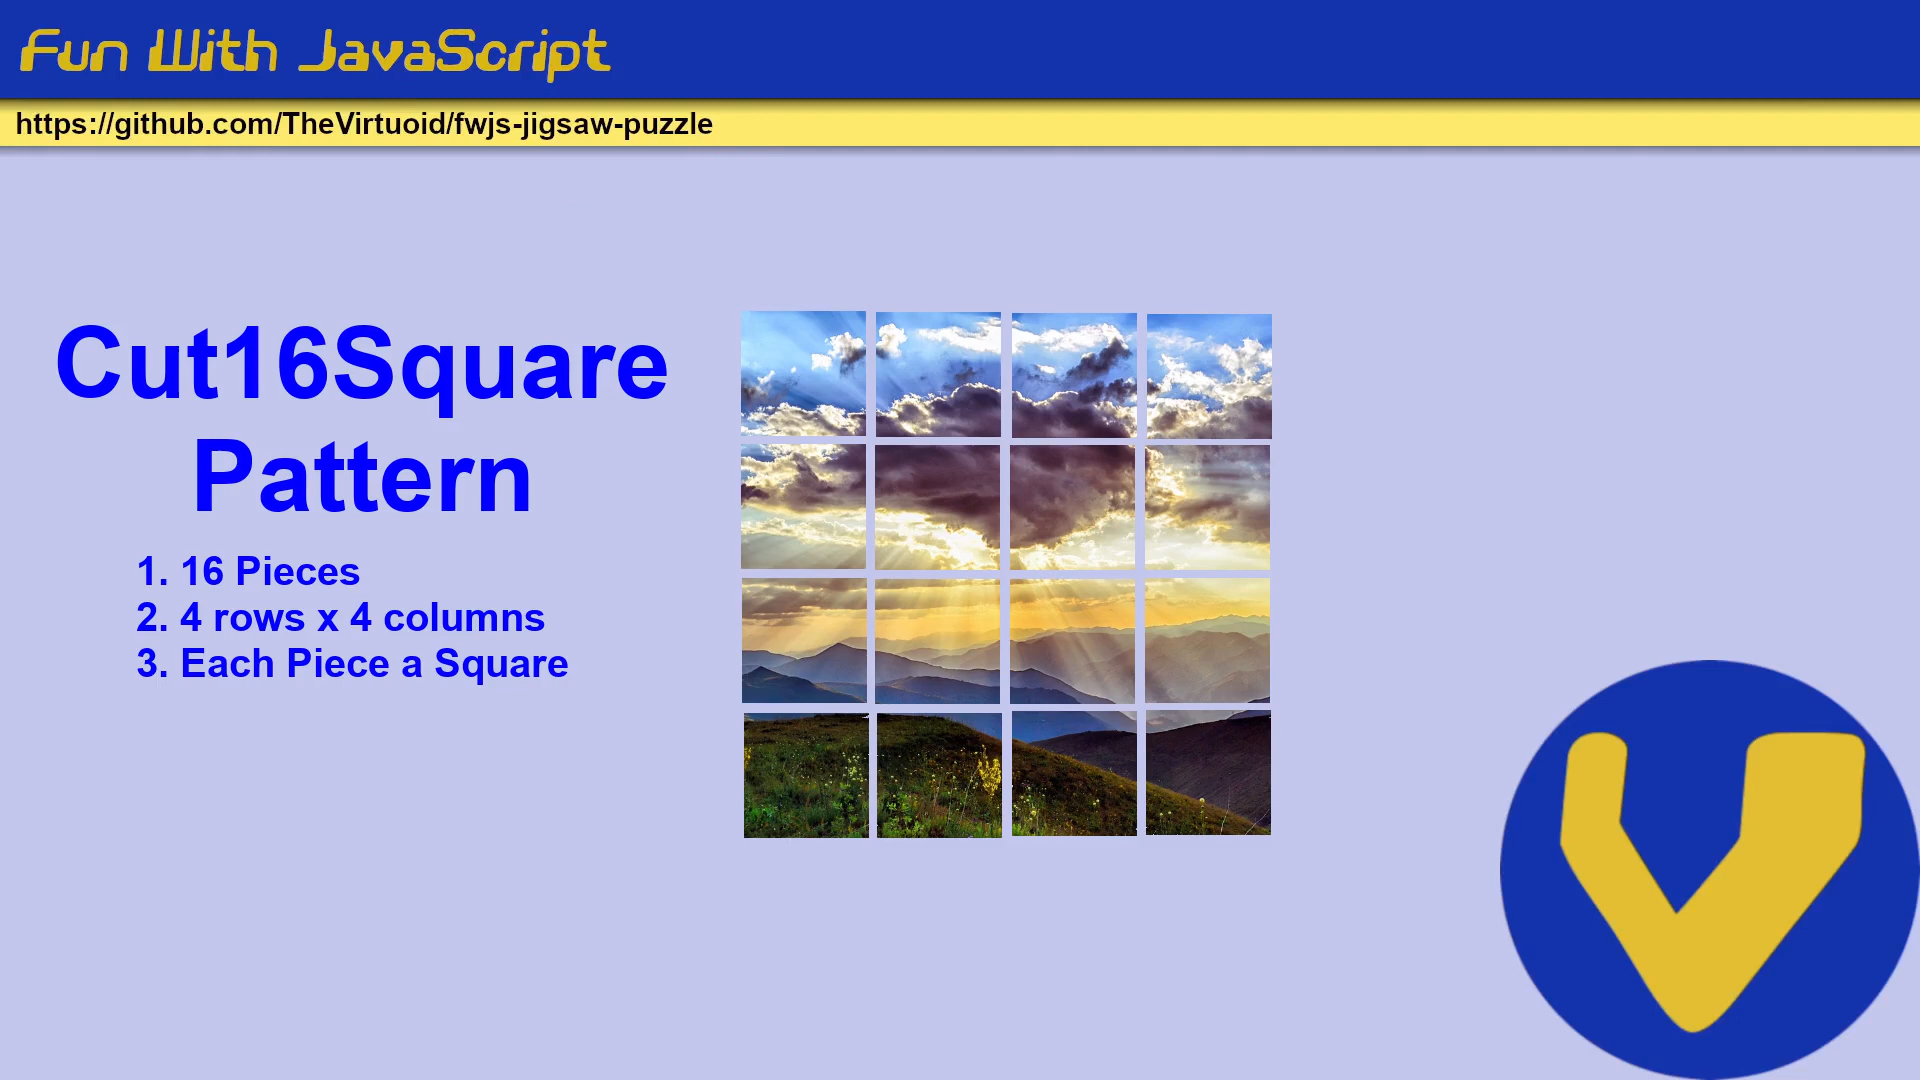 Fun With JavaScript
https://github.com/TheVirtuoid/fwjs-jigsaw-puzzle
Cut16Square
Pattern
1. 16 Pieces
2. 4 rows x 4 columns
3. Each Piece a Square
V